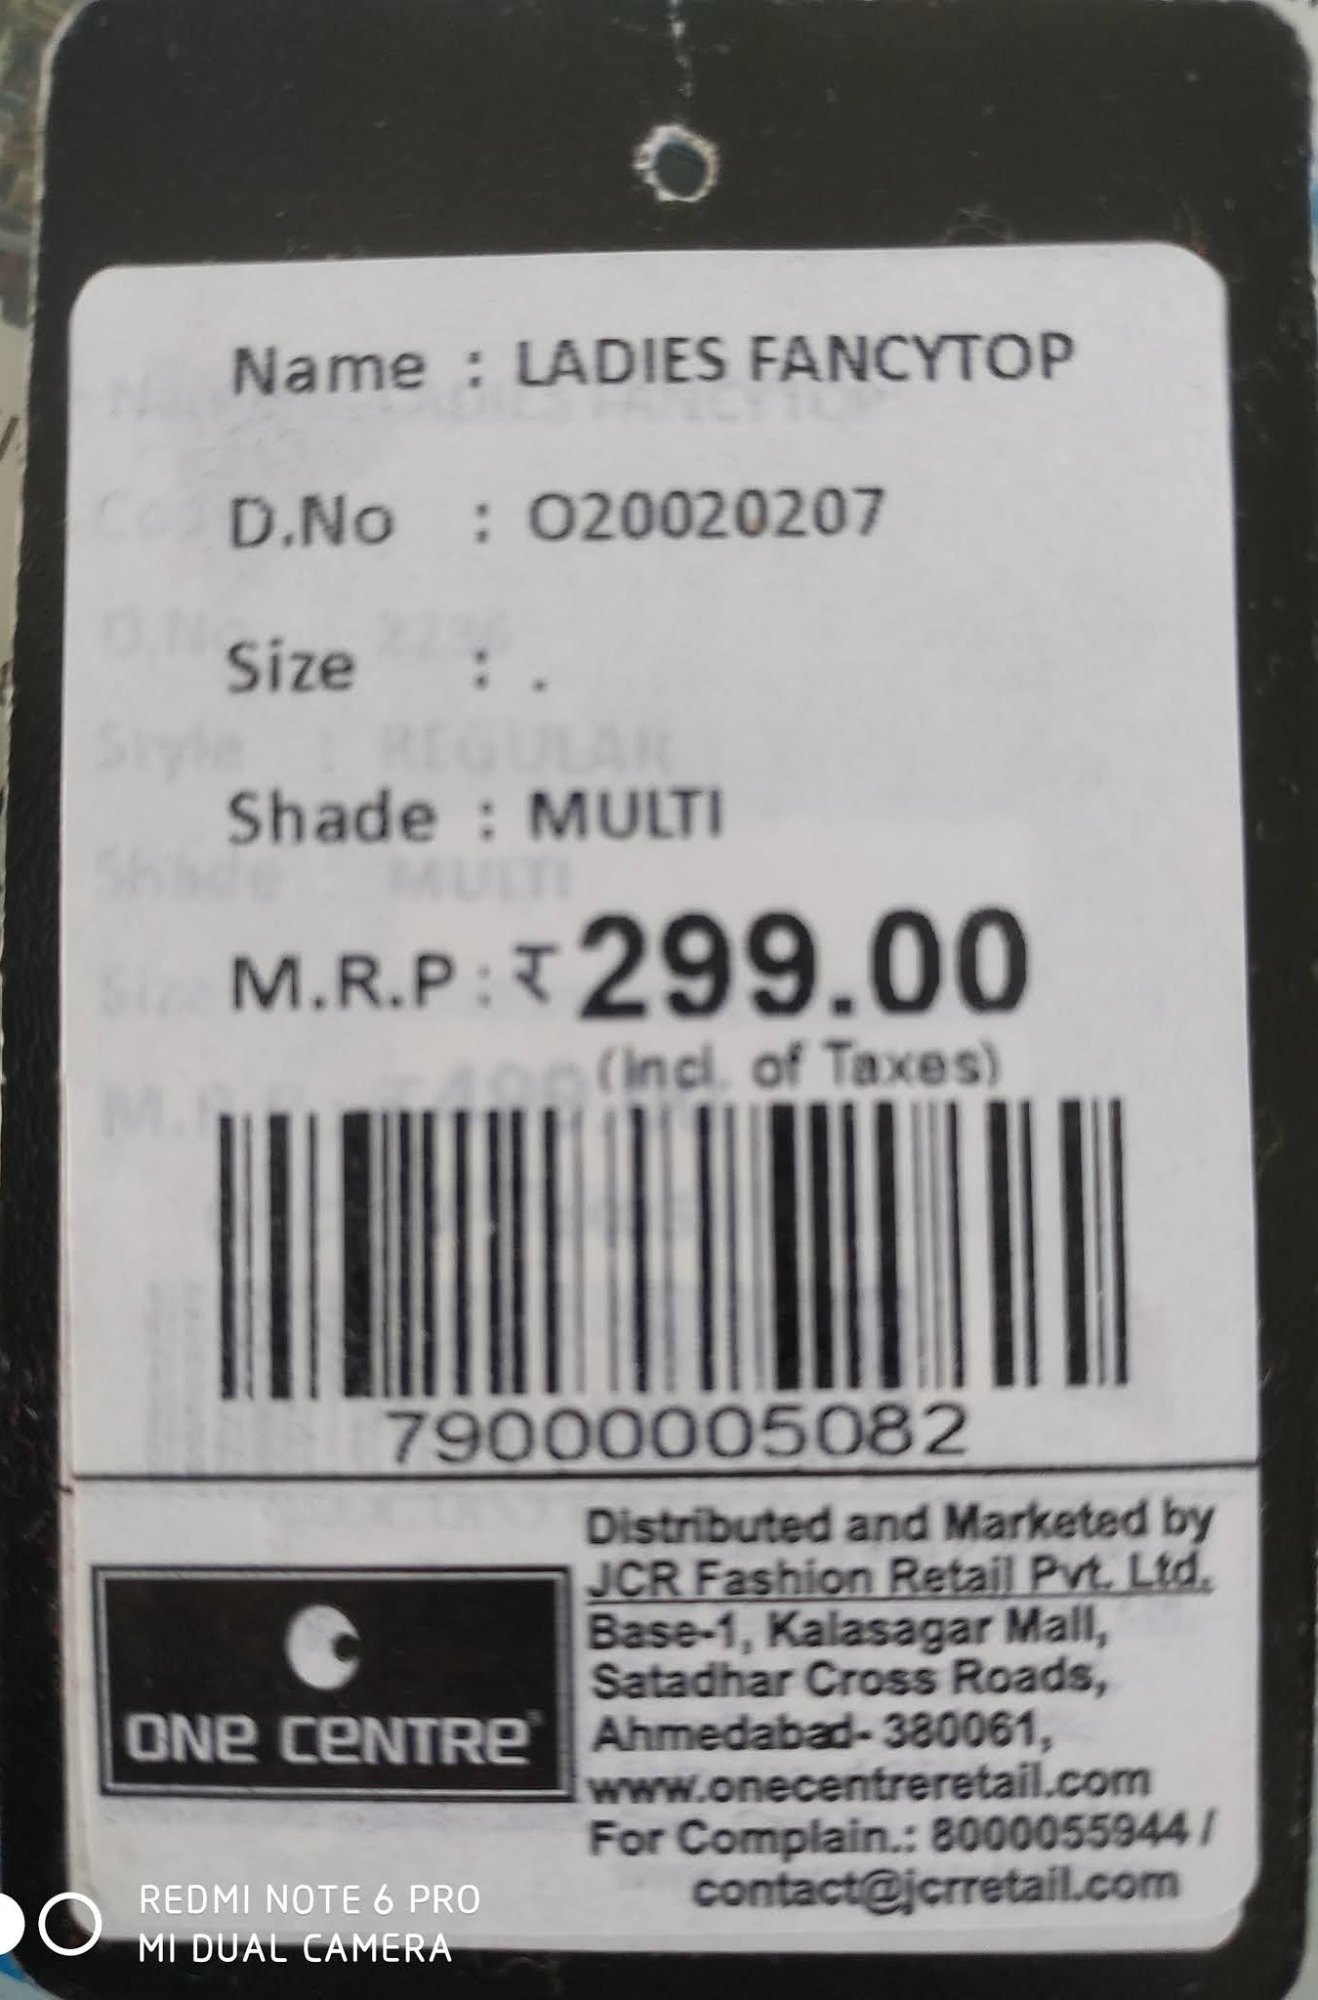 Name : LADIES FANCYTOP
D.No : O20020207
Size : .
Shade : MULTI
M.R.P : ₹ 299.00
(Incl. of Taxes)
79000005082
Distributed and Marketed by
JCR Fashion Retail Pvt. Ltd.
Base-1, Kalasagar Mall,
Satadhar Cross Roads,
Ahmedabad- 380061,
www.onecentreretail.com
For Complain.: 8000055944 /
contact@jcrretail.com
ONE CENTRE
REDMI NOTE 6 PRO
MI DUAL CAMERA